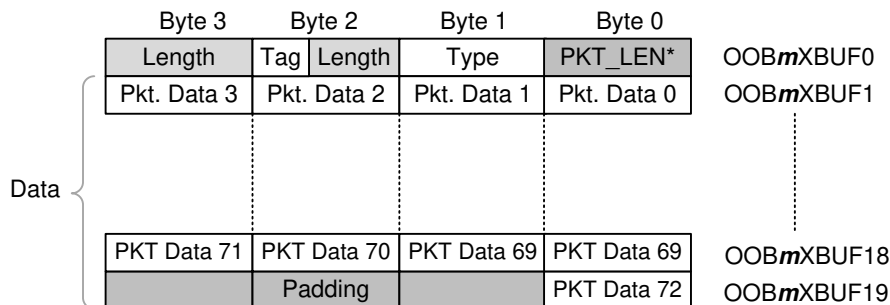 Byte 3 Byte 2 Byte 1 Byte 0
Length Tag Length Type PKT_LEN* OOBmXBUF0
Pkt. Data 3 Pkt. Data 2 Pkt. Data 1 Pkt. Data 0 OOBmXBUF1
Data
PKT Data 71 PKT Data 70 PKT Data 69 PKT Data 69 OOBmXBUF18
Padding PKT Data 72 OOBmXBUF19